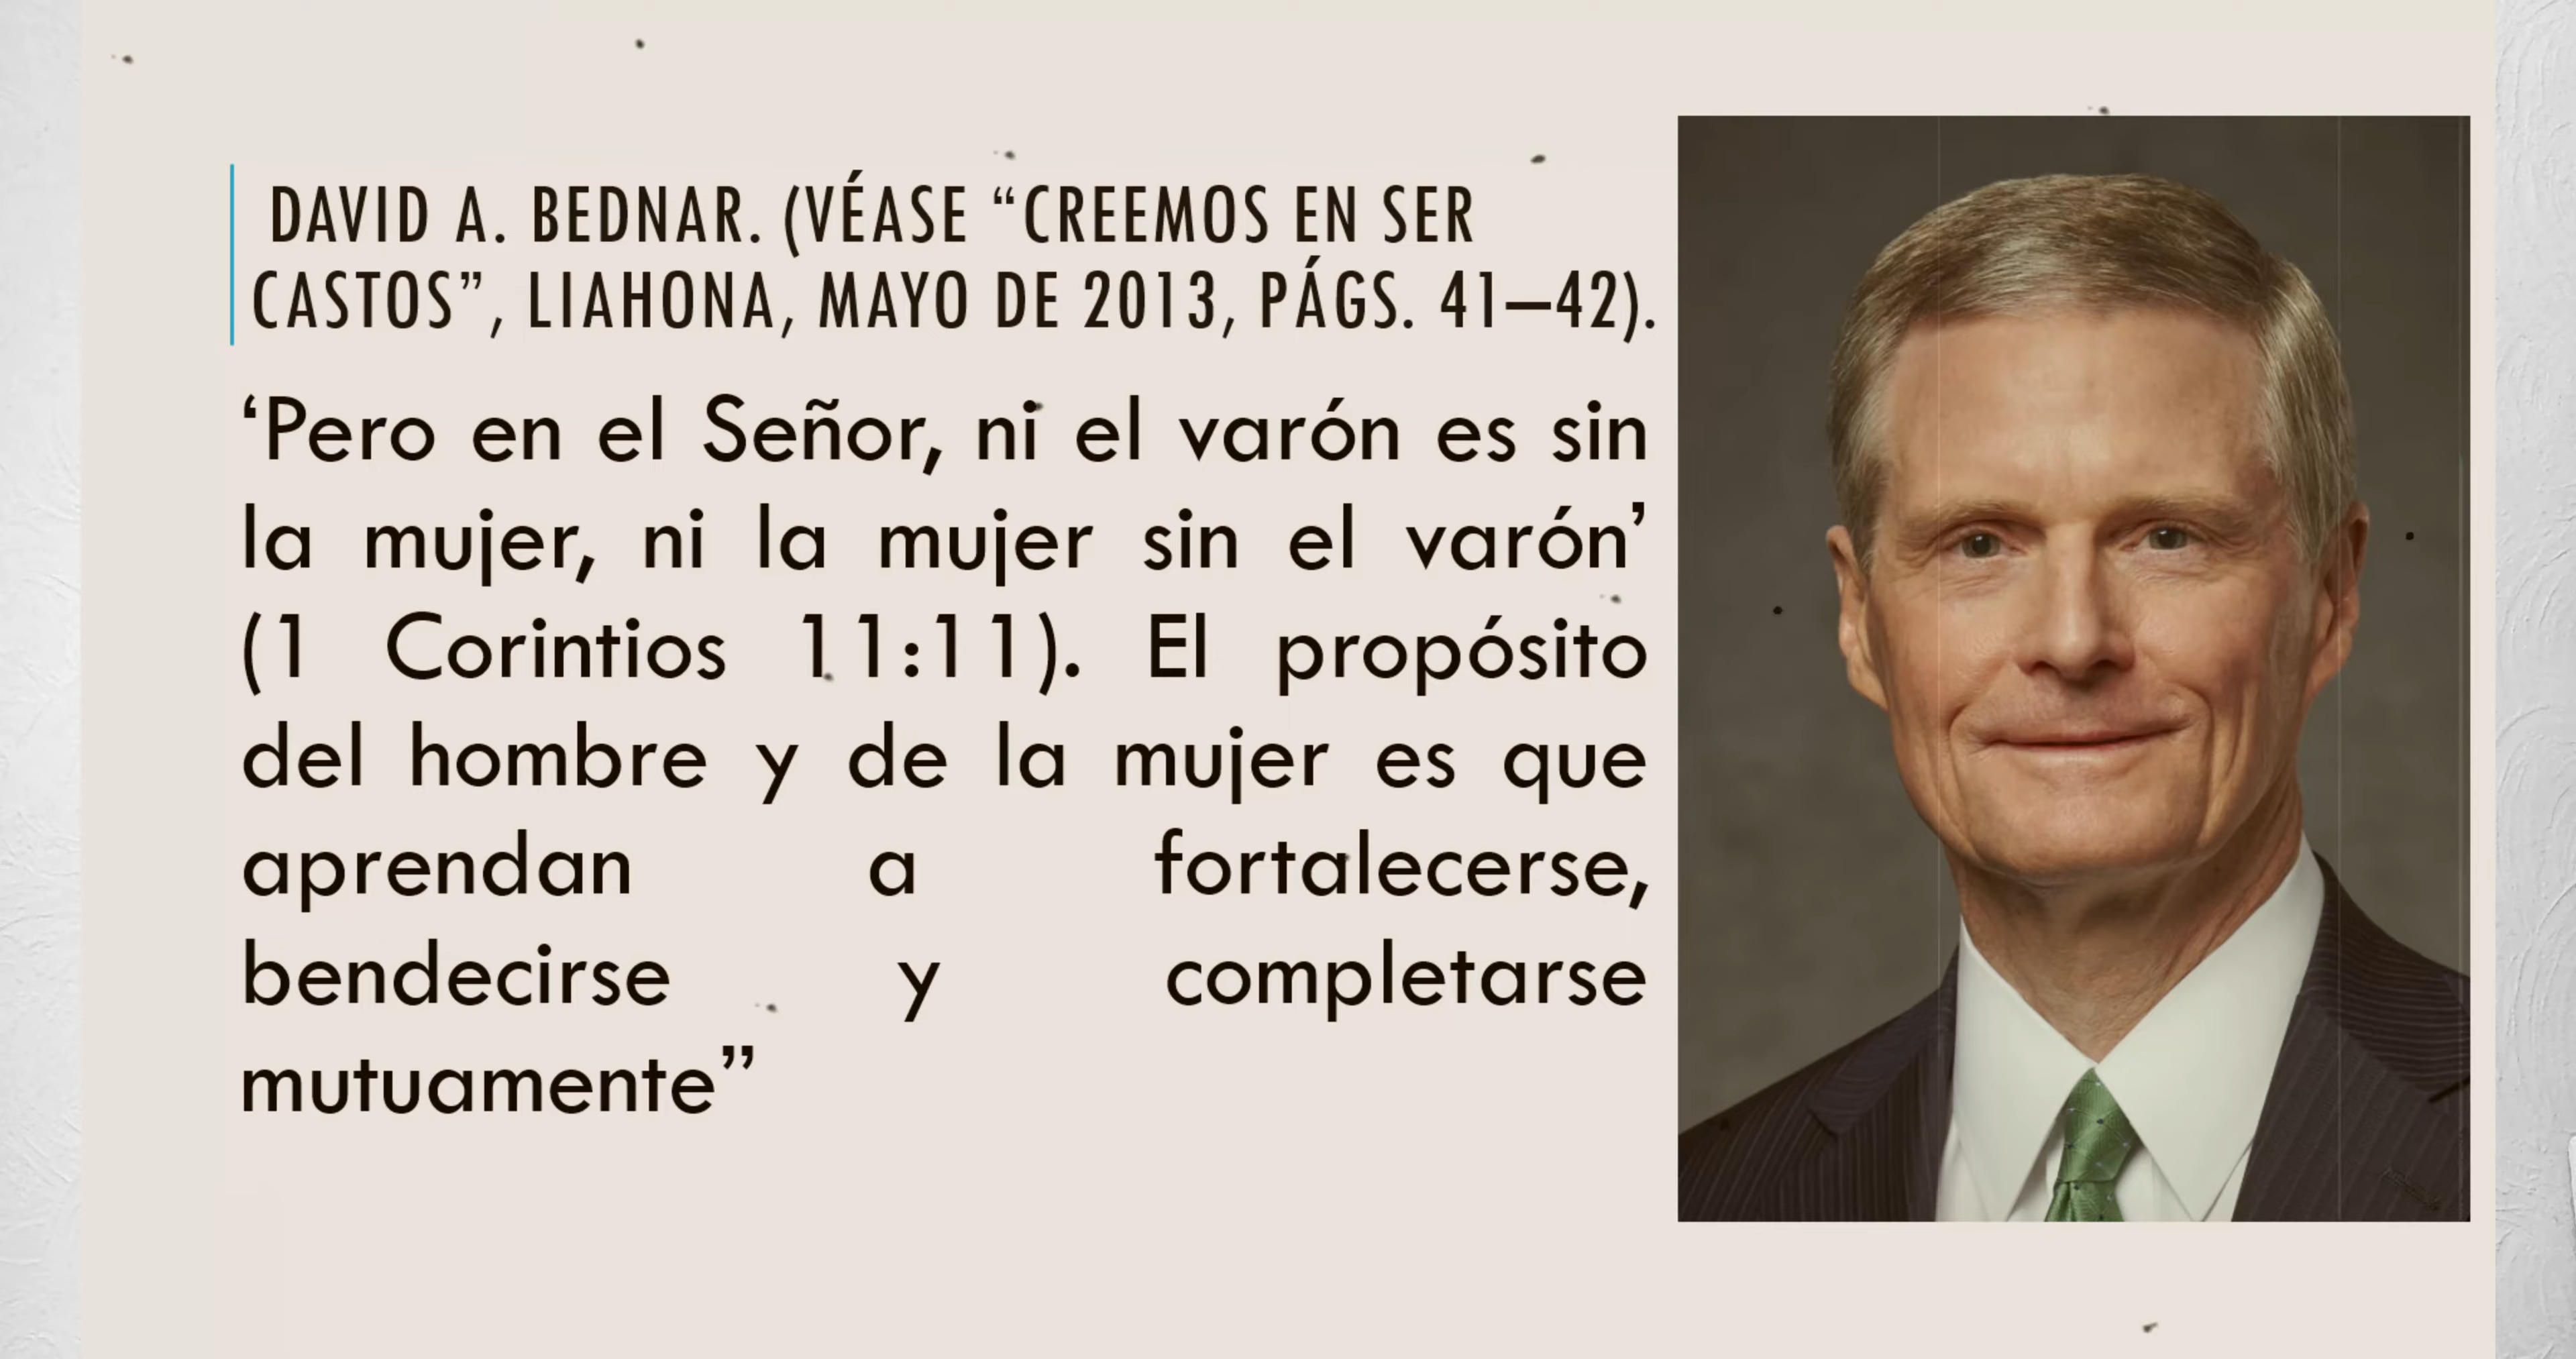 DAVID A. BEDNAR. (VÉASE “CREEMOS EN SER
CASTOS”, LIAHONA, MAYO DE 2013, PÁGS. 41–42).
‘Pero en el Señor, ni el varón es sin
la mujer, ni la mujer sin el varón’
(1 Corintios 11:11). El propósito
del hombre y de la mujer es que
aprendan a fortalecerse,
bendecirse y completarse
mutuamente”